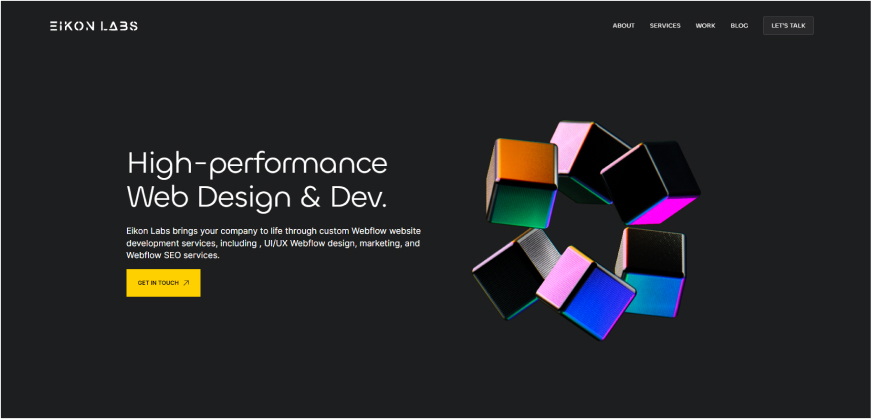 EIKON LABS
ABOUT SERVICES WORK BLOG LET'S TALK
High-performance
Web Design & Dev.
Eikon Labs brings your company to life through custom Webflow website
development services, including , UI/UX Webflow design, marketing, and
Webflow SEO services.
GET IN TOUCH